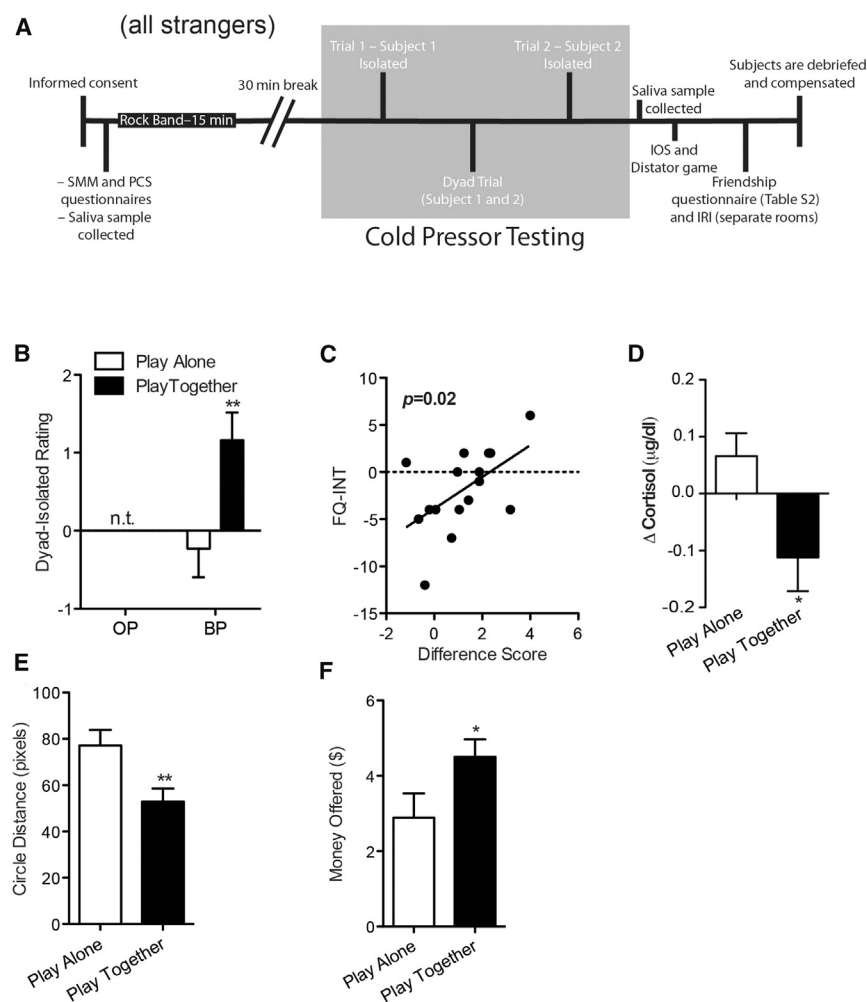 A
(all strangers)
Informed consent
Rock Band–15 min
– SMM and PCS
questionnaires
– Saliva sample
collected
30 min break
Trial 1 – Subject 1
Isolated
Dyad Trial
(Subject 1 and 2)
Trial 2 – Subject 2
Isolated
Cold Pressor Testing
Saliva sample
collected
IOS and
Distator game
Friendship
questionnaire (Table S2)
and IRI (separate rooms)
Subjects are debriefed
and compensated
B
Play Alone
PlayTogether
Dyad-Isolated Rating
2
1
0
-1
n.t.
**
OP
BP
C
p=0.02
FQ-INT
10
5
0
-5
-10
-15
-2
0
2
4
6
Difference Score
D
Δ Cortisol (µg/dl)
0.2
0.1
0.0
-0.1
-0.2
*
Play Alone
Play Together
E
Circle Distance (pixels)
100
80
60
40
20
0
**
Play Alone
Play Together
F
Money Offered ($)
6
4
2
0
*
Play Alone
Play Together